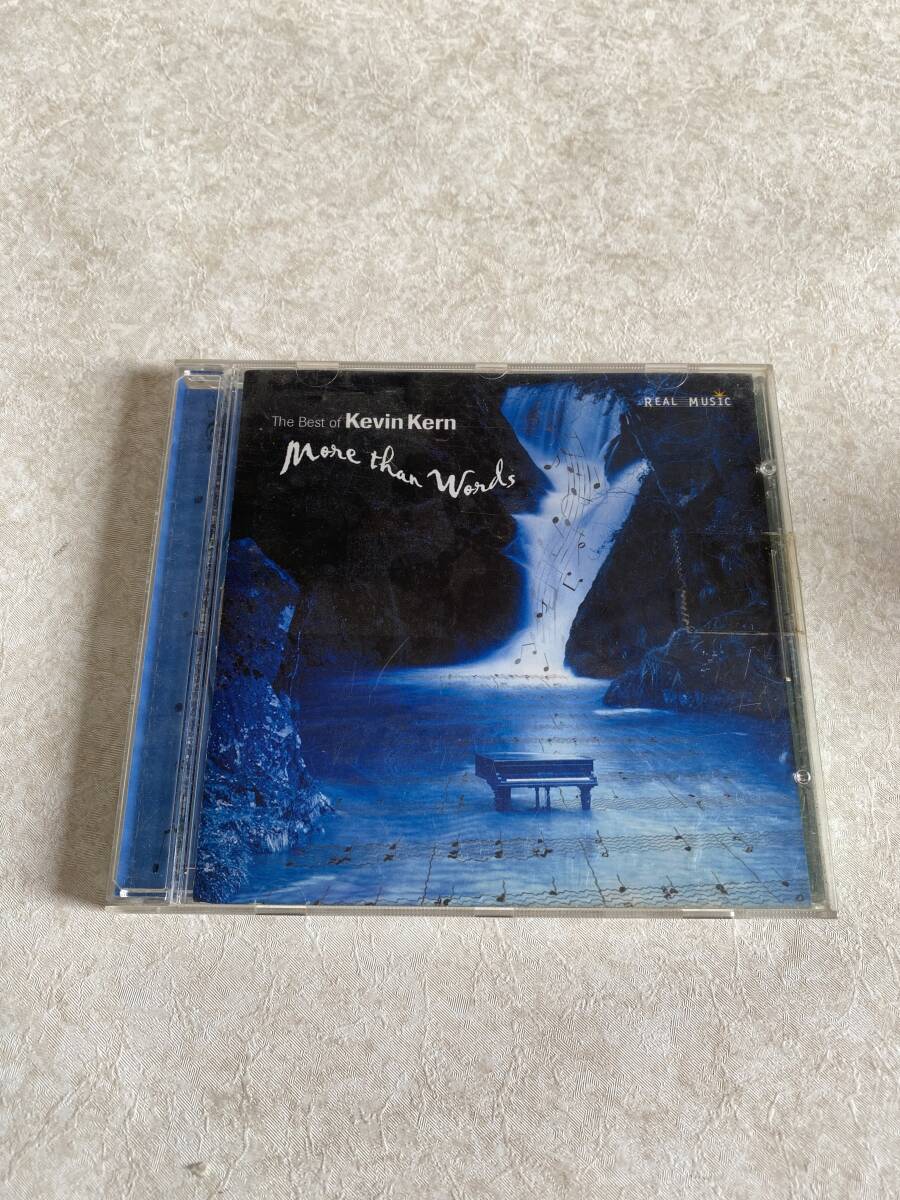 The Best of Kevin Kern
More than Words
REAL MUSIC